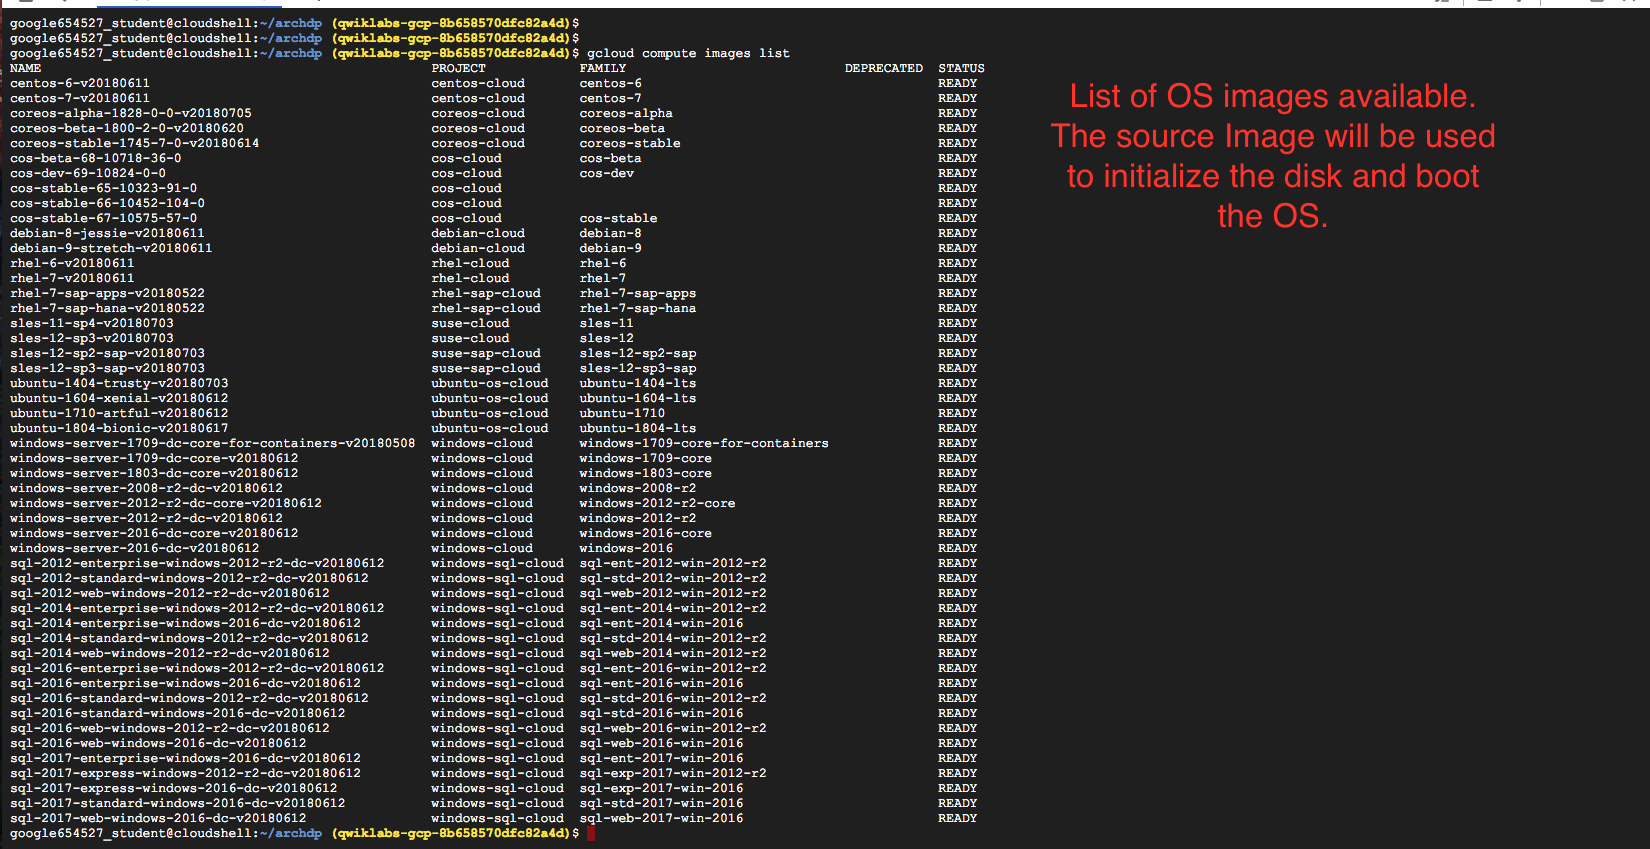 google654527_student@cloudshell:~/archdp (qwiklabs-gcp-8b658570dfc82a4d)$
google654527_student@cloudshell:~/archdp (qwiklabs-gcp-8b658570dfc82a4d)$
google654527_student@cloudshell:~/archdp (qwiklabs-gcp-8b658570dfc82a4d)$ gcloud compute images list
NAME PROJECT FAMILY DEPRECATED STATUS
centos-6-v20180611 centos-cloud centos-6 READY
centos-7-v20180611 centos-cloud centos-7 READY
coreos-alpha-1828-0-0-v20180705 coreos-cloud coreos-alpha READY
coreos-beta-1800-2-0-v20180620 coreos-cloud coreos-beta READY
coreos-stable-1745-7-0-v20180614 coreos-cloud coreos-stable READY
cos-beta-68-10718-36-0 cos-cloud cos-beta READY
cos-dev-69-10824-0-0 cos-cloud cos-dev READY
cos-stable-65-10323-91-0 cos-cloud READY
cos-stable-66-10452-104-0 cos-cloud READY
cos-stable-67-10575-57-0 cos-cloud cos-stable READY
debian-8-jessie-v20180611 debian-cloud debian-8 READY
debian-9-stretch-v20180611 debian-cloud debian-9 READY
rhel-6-v20180611 rhel-cloud rhel-6 READY
rhel-7-v20180611 rhel-cloud rhel-7 READY
rhel-7-sap-apps-v20180522 rhel-sap-cloud rhel-7-sap-apps READY
rhel-7-sap-hana-v20180522 rhel-sap-cloud rhel-7-sap-hana READY
sles-11-sp4-v20180703 suse-cloud sles-11 READY
sles-12-sp3-v20180703 suse-cloud sles-12 READY
sles-12-sp2-sap-v20180703 suse-sap-cloud sles-12-sp2-sap READY
sles-12-sp3-sap-v20180703 suse-sap-cloud sles-12-sp3-sap READY
ubuntu-1404-trusty-v20180703 ubuntu-os-cloud ubuntu-1404-lts READY
ubuntu-1604-xenial-v20180612 ubuntu-os-cloud ubuntu-1604-lts READY
ubuntu-1710-artful-v20180612 ubuntu-os-cloud ubuntu-1710 READY
ubuntu-1804-bionic-v20180617 ubuntu-os-cloud ubuntu-1804-lts READY
windows-server-1709-dc-core-for-containers-v20180508 windows-cloud windows-1709-core-for-containers READY
windows-server-1709-dc-core-v20180612 windows-cloud windows-1709-core READY
windows-server-1803-dc-core-v20180612 windows-cloud windows-1803-core READY
windows-server-2008-r2-dc-v20180612 windows-cloud windows-2008-r2 READY
windows-server-2012-r2-dc-core-v20180612 windows-cloud windows-2012-r2-core READY
windows-server-2012-r2-dc-v20180612 windows-cloud windows-2012-r2 READY
windows-server-2016-dc-core-v20180612 windows-cloud windows-2016-core READY
windows-server-2016-dc-v20180612 windows-cloud windows-2016 READY
sql-2012-enterprise-windows-2012-r2-dc-v20180612 windows-sql-cloud sql-ent-2012-win-2012-r2 READY
sql-2012-standard-windows-2012-r2-dc-v20180612 windows-sql-cloud sql-std-2012-win-2012-r2 READY
sql-2012-web-windows-2012-r2-dc-v20180612 windows-sql-cloud sql-web-2012-win-2012-r2 READY
sql-2014-enterprise-windows-2012-r2-dc-v20180612 windows-sql-cloud sql-ent-2014-win-2012-r2 READY
sql-2014-enterprise-windows-2016-dc-v20180612 windows-sql-cloud sql-ent-2014-win-2016 READY
sql-2014-standard-windows-2012-r2-dc-v20180612 windows-sql-cloud sql-std-2014-win-2012-r2 READY
sql-2014-web-windows-2012-r2-dc-v20180612 windows-sql-cloud sql-web-2014-win-2012-r2 READY
sql-2016-enterprise-windows-2012-r2-dc-v20180612 windows-sql-cloud sql-ent-2016-win-2012-r2 READY
sql-2016-enterprise-windows-2016-dc-v20180612 windows-sql-cloud sql-ent-2016-win-2016 READY
sql-2016-standard-windows-2012-r2-dc-v20180612 windows-sql-cloud sql-std-2016-win-2012-r2 READY
sql-2016-standard-windows-2016-dc-v20180612 windows-sql-cloud sql-std-2016-win-2016 READY
sql-2016-web-windows-2012-r2-dc-v20180612 windows-sql-cloud sql-web-2016-win-2012-r2 READY
sql-2016-web-windows-2016-dc-v20180612 windows-sql-cloud sql-web-2016-win-2016 READY
sql-2017-enterprise-windows-2016-dc-v20180612 windows-sql-cloud sql-ent-2017-win-2016 READY
sql-2017-express-windows-2012-r2-dc-v20180612 windows-sql-cloud sql-exp-2017-win-2012-r2 READY
sql-2017-express-windows-2016-dc-v20180612 windows-sql-cloud sql-exp-2017-win-2016 READY
sql-2017-standard-windows-2016-dc-v20180612 windows-sql-cloud sql-std-2017-win-2016 READY
sql-2017-web-windows-2016-dc-v20180612 windows-sql-cloud sql-web-2017-win-2016 READY
google654527_student@cloudshell:~/archdp (qwiklabs-gcp-8b658570dfc82a4d)$
List of OS images available.
The source Image will be used
to initialize the disk and boot
the OS.